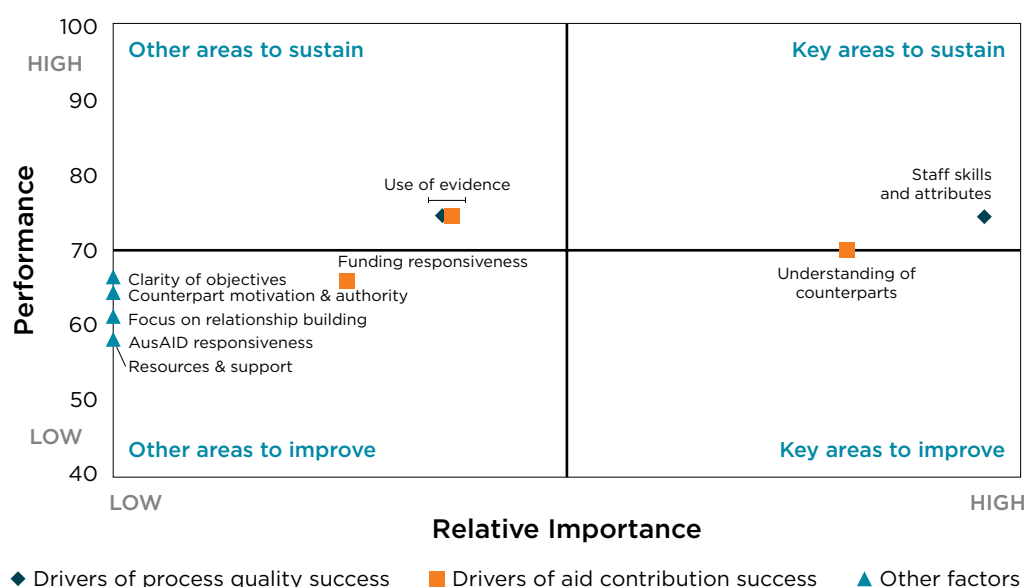 100
HIGH
90
80
70
60
50
LOW
40
Performance
Other areas to sustain
Key areas to sustain
Use of evidence
Staff skills
and attributes
Funding responsiveness
Understanding of
counterparts
Clarity of objectives
Counterpart motivation & authority
Focus on relationship building
AusAID responsiveness
Resources & support
Other areas to improve
Key areas to improve
LOW
HIGH
Relative Importance
Drivers of process quality success
Drivers of aid contribution success
Other factors